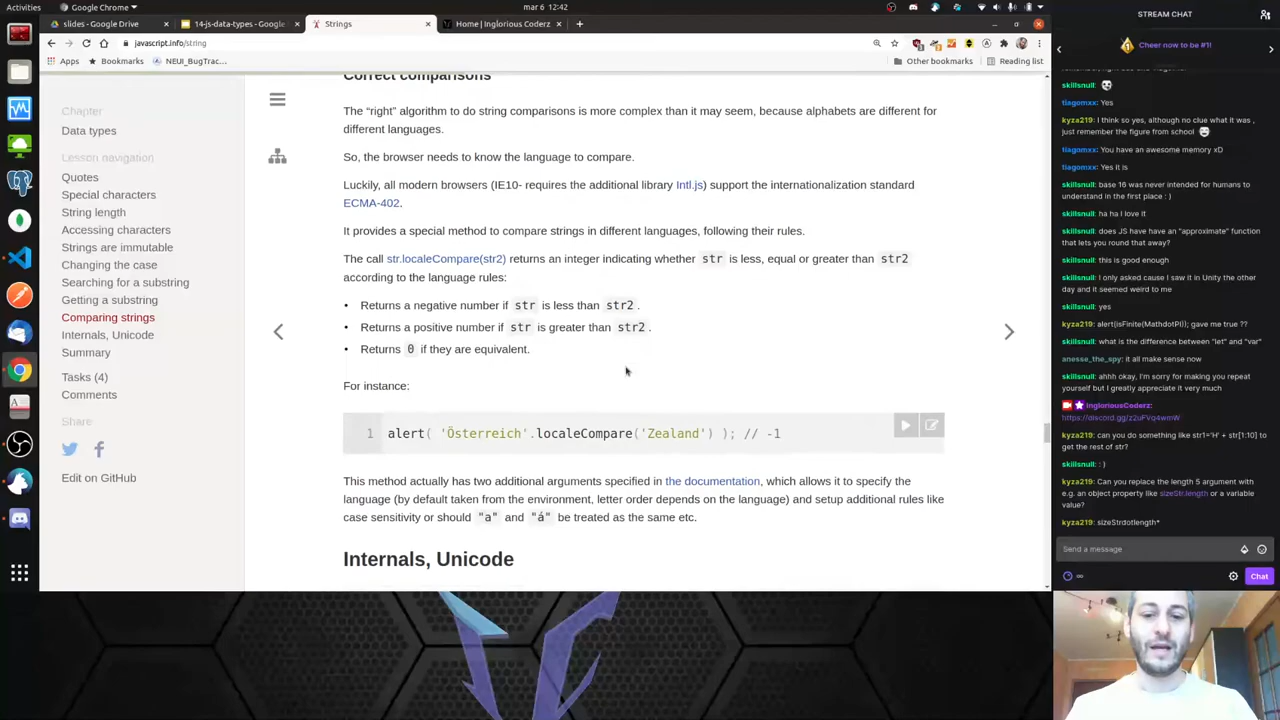 Activities
Google Chrome
mar 6 12:42
STREAM CHAT
slides - Google Drive
14-js-data-types - Google
Strings
Home | Inglorious Coderz
javascript.info/string
Apps
Bookmarks
NEUI_BugTrac...
Other bookmarks
Reading list
Cheer now to be #1!
Chapter
Data types
Lesson navigation
Quotes
Special characters
String length
Accessing characters
Strings are immutable
Changing the case
Searching for a substring
Getting a substring
Comparing strings
Internals, Unicode
Summary
Tasks (4)
Comments
Share
Edit on GitHub
Correct comparisons
The “right” algorithm to do string comparisons is more complex than it may seem, because alphabets are different for
different languages.
So, the browser needs to know the language to compare.
Luckily, all modern browsers (IE10- requires the additional library Intl.js) support the internationalization standard
ECMA-402.
It provides a special method to compare strings in different languages, following their rules.
The call str.localeCompare(str2) returns an integer indicating whether str is less, equal or greater than str2
according to the language rules:
• Returns a negative number if str is less than str2.
• Returns a positive number if str is greater than str2.
• Returns 0 if they are equivalent.
For instance:
1 alert( 'Österreich'.localeCompare('Zealand') ); // -1
This method actually has two additional arguments specified in the documentation, which allows it to specify the
language (by default taken from the environment, letter order depends on the language) and setup additional rules like
case sensitivity or should "a" and "á" be treated as the same etc.
Internals, Unicode
skillsnull:
tiagomxx: Yes
kyza219: I think so yes, although no clue what it was ,
just remember the figure from school
tiagomxx: You have an awesome memory xD
tiagomxx: Yes it is
skillsnull: base 16 was never intended for humans to
understand in the first place : )
skillsnull: ha ha I love it
skillsnull: does JS have have an "approximate" function
that lets you round that away?
skillsnull: this is good enough
skillsnull: I only asked cause I saw it in Unity the other
day and it seemed weird to me
skillsnull: yes
kyza219: alert(isFinite(MathdotPI)); gave me true ??
skillsnull: what is the difference between "let" and "var"
anesse_the_spy: it all make sense now
skillsnull: ahhh okay, I'm sorry for making you repeat
yourself but I greatly appreciate it very much
IngloriousCoderz:
https://discord.gg/z2uFVq4wmW
kyza219: can you do something like str1='H' + str[1:10] to
get the rest of str?
skillsnull: : )
kyza219: Can you replace the length 5 argument with
e.g. an object property like sizeStr.length or a variable
value?
kyza219: sizeStrdotlength*
Send a message
Chat